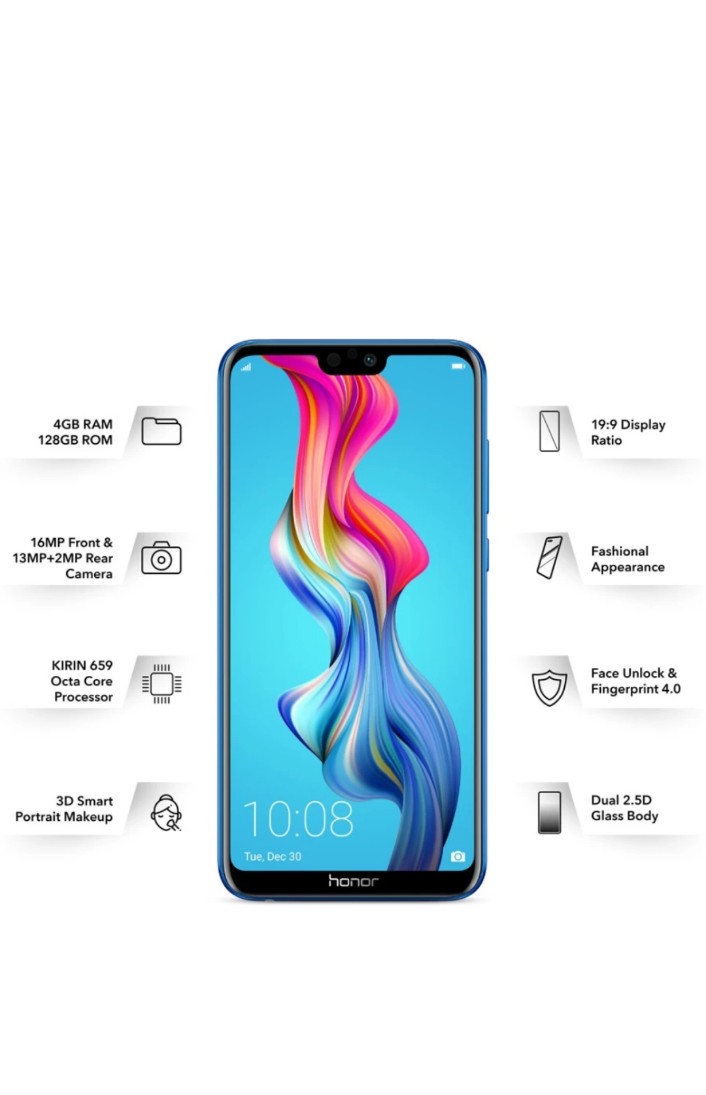 4GB RAM
128GB ROM
16MP Front &
13MP+2MP Rear
Camera
KIRIN 659
Octa Core
Processor
3D Smart
Portrait Makeup
10:08
Tue, Dec 30
honor
19:9 Display
Ratio
Fashional
Appearance
Face Unlock &
Fingerprint 4.0
Dual 2.5D
Glass Body